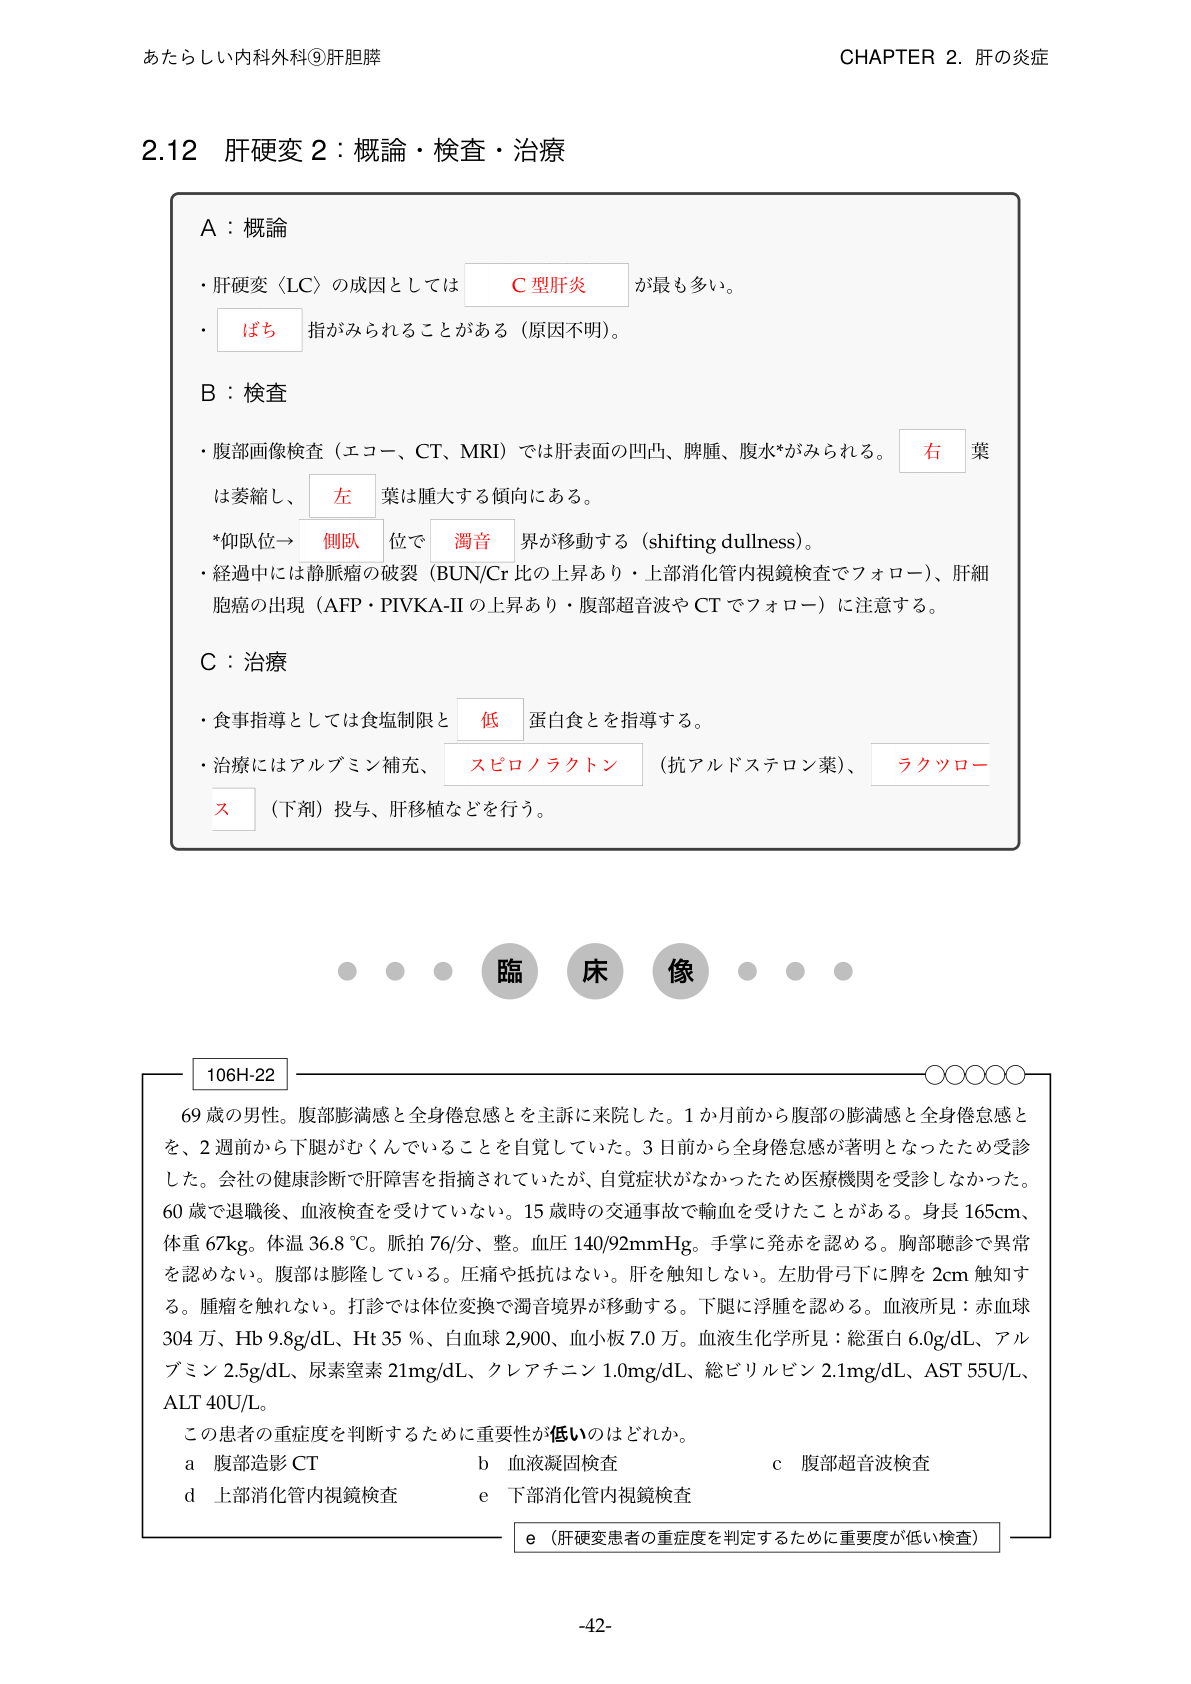 あたらしい内科外科⑨肝胆膵
CHAPTER 2. 肝の炎症
2.12 肝硬変 2：概論・検査・治療
A：概論
・肝硬変〈LC〉の成因としては C 型肝炎 が最も多い。
・ ばち 指がみられることがある（原因不明）。
B：検査
・腹部画像検査（エコー、CT、MRI）では肝表面の凹凸、脾腫、腹水*がみられる。 右 葉
は萎縮し、 左 葉は腫大する傾向にある。
*仰臥位→ 側臥 位で 濁音 界が移動する（shifting dullness）。
・経過中には静脈瘤の破裂（BUN/Cr 比の上昇あり・上部消化管内視鏡検査でフォロー）、肝細
胞癌の出現（AFP・PIVKA-II の上昇あり・腹部超音波や CT でフォロー）に注意する。
C：治療
・食事指導としては食塩制限と 低 蛋白食とを指導する。
・治療にはアルブミン補充、 スピロノラクトン （抗アルドステロン薬）、 ラクツロー
ス （下剤）投与、肝移植などを行う。
臨床像
106H-22 ○○○○○
69 歳の男性。腹部膨満感と全身倦怠感とを主訴に来院した。1 か月前から腹部の膨満感と全身倦怠感と
を、2 週前から下腿がむくんでいることを自覚していた。3 日前から全身倦怠感が著明となったため受診
した。会社の健康診断で肝障害を指摘されていたが、自覚症状がなかったため医療機関を受診しなかった。
60 歳で退職後、血液検査を受けていない。15 歳時の交通事故で輸血を受けたことがある。身長 165cm、
体重 67kg。体温 36.8 ℃。脈拍 76/分、整。血圧 140/92mmHg。手掌に発赤を認める。胸部聴診で異常
を認めない。腹部は膨隆している。圧痛や抵抗はない。肝を触知しない。左肋骨弓下に脾を 2cm 触知す
る。腫瘤を触れない。打診では体位変換で濁音境界が移動する。下腿に浮腫を認める。血液所見：赤血球
304 万、Hb 9.8g/dL、Ht 35 %、白血球 2,900、血小板 7.0 万。血液生化学所見：総蛋白 6.0g/dL、アル
ブミン 2.5g/dL、尿素窒素 21mg/dL、クレアチニン 1.0mg/dL、総ビリルビン 2.1mg/dL、AST 55U/L、
ALT 40U/L。
この患者の重症度を判断するために重要性が低いのはどれか。
a 腹部造影 CT b 血液凝固検査 c 腹部超音波検査
d 上部消化管内視鏡検査 e 下部消化管内視鏡検査
e （肝硬変患者の重症度を判定するために重要度が低い検査）
-42-